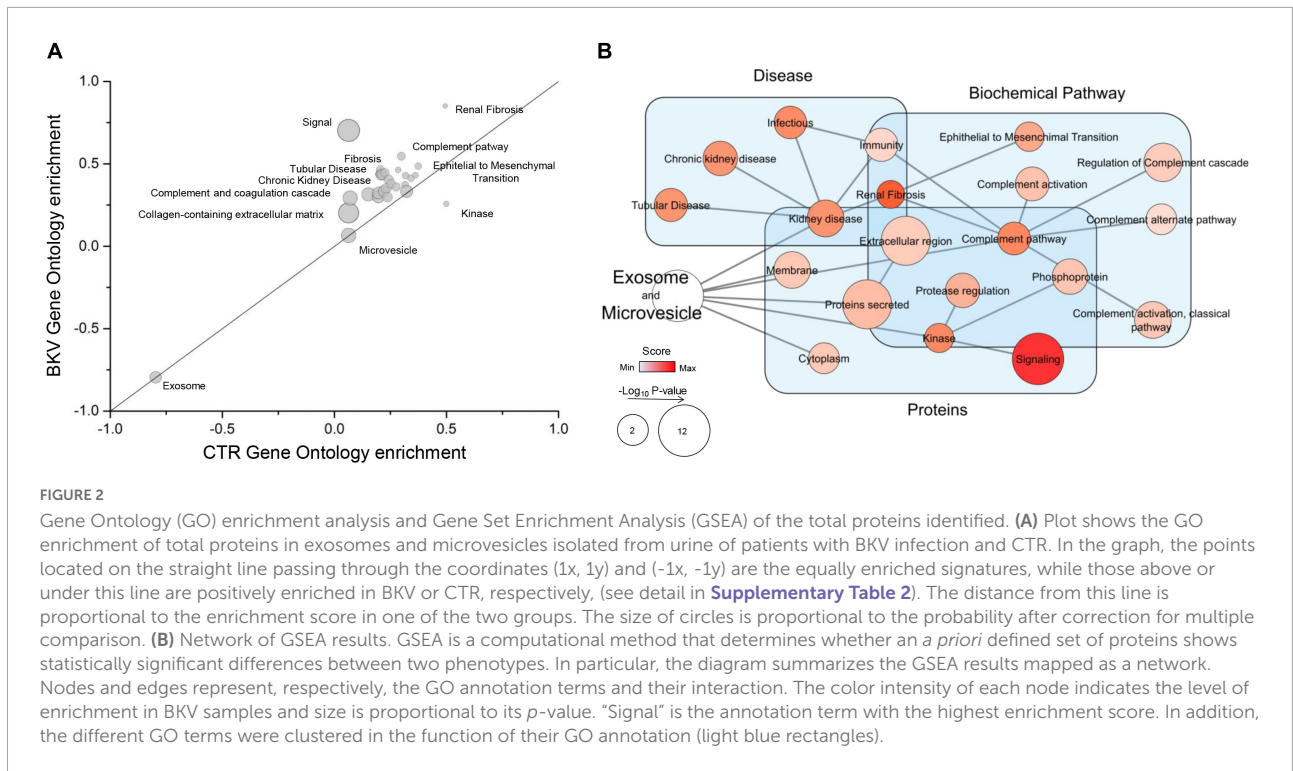 A
BKV Gene Ontology enrichment
1.0
0.5
0.0
-0.5
-1.0
-1.0
-0.5
0.0
0.5
1.0
CTR Gene Ontology enrichment
Renal Fibrosis
Signal
Complement patway
Fibrosis
Tubular Disease
Ephitelial to Mesenchymal
Transition
Chronic Kidney Disease
Complement and coagulation cascade
Collagen-containing extracellular matrix
Kinase
Microvesicle
Exosome
B
Disease
Biochemical Pathway
Infectious
Immunity
Ephithelial to Mesenchimal Transition
Chronic kidney disease
Regulation of Complement cascade
Complement activation
Renal Fibrosis
Tubular Disease
Kidney disease
Complement alternate pathway
Extracellular region
Complement pathway
Membrane
Phosphoprotein
Exosome
and
Microvesicle
Protease regulation
Proteins secreted
Complement activation, classical
pathway
Kinase
Cytoplasm
Signaling
Score
Min
Max
-Log10 P-value
2
12
Proteins
FIGURE 2
Gene Ontology (GO) enrichment analysis and Gene Set Enrichment Analysis (GSEA) of the total proteins identified. (A) Plot shows the GO
enrichment of total proteins in exosomes and microvesicles isolated from urine of patients with BKV infection and CTR. In the graph, the points
located on the straight line passing through the coordinates (1x, 1y) and (-1x, -1y) are the equally enriched signatures, while those above or
under this line are positively enriched in BKV or CTR, respectively, (see detail in Supplementary Table 2). The distance from this line is
proportional to the enrichment score in one of the two groups. The size of circles is proportional to the probability after correction for multiple
comparison. (B) Network of GSEA results. GSEA is a computational method that determines whether an a priori defined set of proteins shows
statistically significant differences between two phenotypes. In particular, the diagram summarizes the GSEA results mapped as a network.
Nodes and edges represent, respectively, the GO annotation terms and their interaction. The color intensity of each node indicates the level of
enrichment in BKV samples and size is proportional to its p-value. “Signal” is the annotation term with the highest enrichment score. In addition,
the different GO terms were clustered in the function of their GO annotation (light blue rectangles).